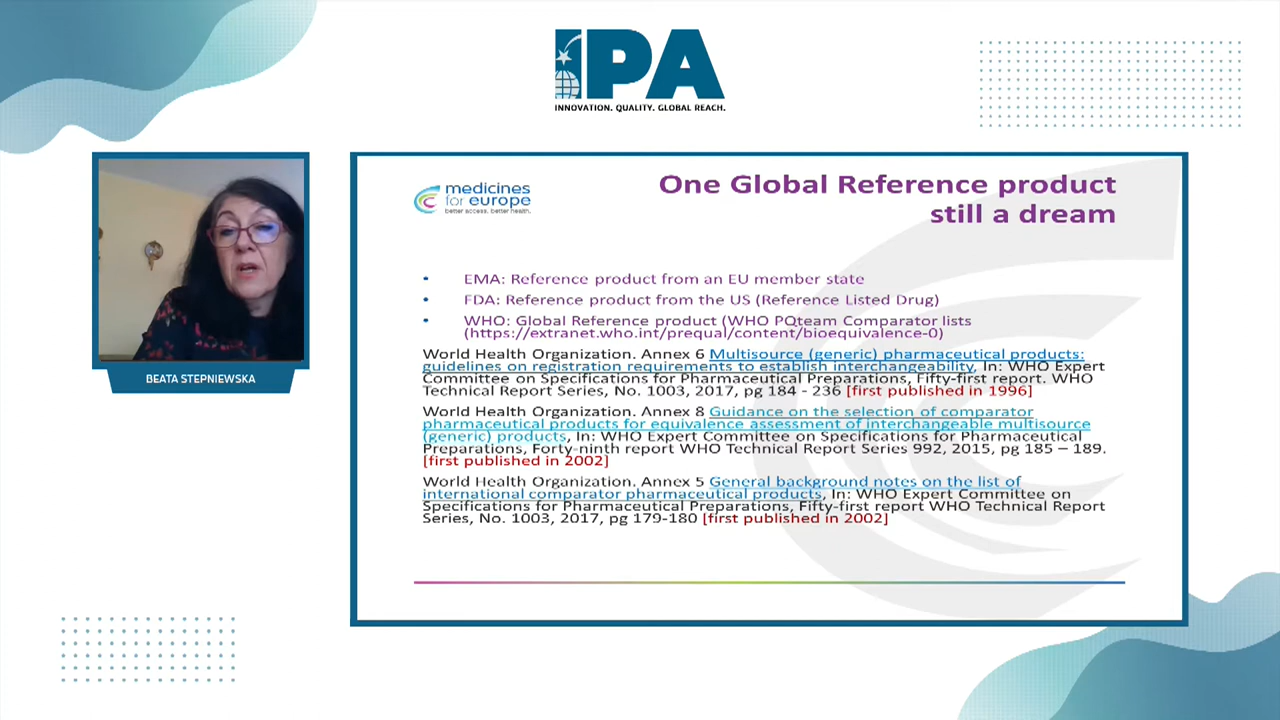 IPA
INNOVATION. QUALITY. GLOBAL REACH.
BEATA STEPNIEWSKA
medicines
for europe
better access. better health.
One Global Reference product
still a dream
• EMA: Reference product from an EU member state
• FDA: Reference product from the US (Reference Listed Drug)
• WHO: Global Reference product (WHO PQteam Comparator lists
(https://extranet.who.int/prequal/content/bioequivalence-0)
World Health Organization. Annex 6 Multisource (generic) pharmaceutical products:
guidelines on registration requirements to establish interchangeability, In: WHO Expert
Committee on Specifications for Pharmaceutical Preparations, Fifty-first report. WHO
Technical Report Series, No. 1003, 2017, pg 184 - 236 [first published in 1996]
World Health Organization. Annex 8 Guidance on the selection of comparator
pharmaceutical products for equivalence assessment of interchangeable multisource
(generic) products, In: WHO Expert Committee on Specifications for Pharmaceutical
Preparations, Forty-ninth report WHO Technical Report Series 992, 2015, pg 185 – 189.
[first published in 2002]
World Health Organization. Annex 5 General background notes on the list of
international comparator pharmaceutical products, In: WHO Expert Committee on
Specifications for Pharmaceutical Preparations, Fifty-first report WHO Technical Report
Series, No. 1003, 2017, pg 179-180 [first published in 2002]